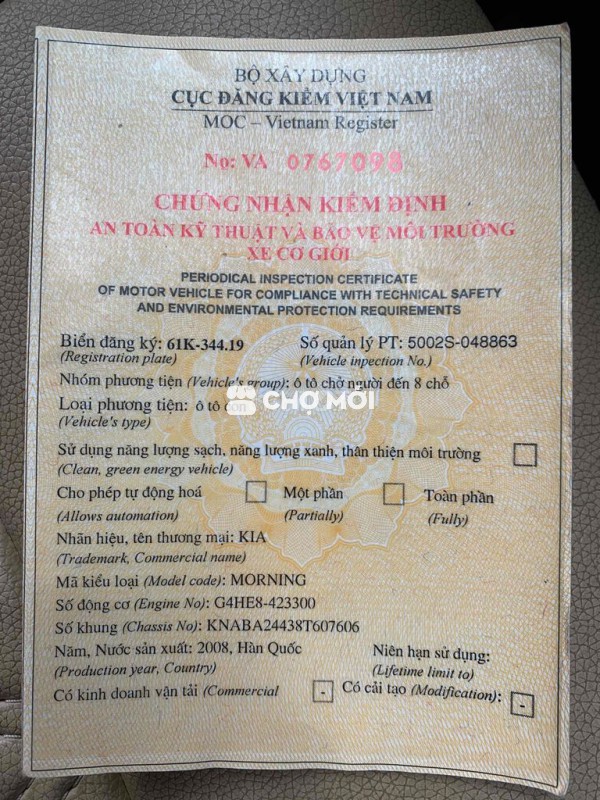 BỘ XÂY DỰNG
CỤC ĐĂNG KIỂM VIỆT NAM
MOC – Vietnam Register
No: VA 0767098
CHỨNG NHẬN KIỂM ĐỊNH
AN TOÀN KỸ THUẬT VÀ BẢO VỆ MÔI TRƯỜNG
XE CƠ GIỚI
PERIODICAL INSPECTION CERTIFICATE
OF MOTOR VEHICLE FOR COMPLIANCE WITH TECHNICAL SAFETY
AND ENVIRONMENTAL PROTECTION REQUIREMENTS
Biển đăng ký: 61K-344.19 Số quản lý PT: 5002S-048863
(Registration plate) (Vehicle inpection No.)
Nhóm phương tiện (Vehicle's group): ô tô chở người đến 8 chỗ
Loại phương tiện: ô tô con
CHỢ MỚI
(Vehicle's type)
Sử dụng năng lượng sạch, năng lượng xanh, thân thiện môi trường
(Clean, green energy vehicle)
Cho phép tự động hoá Một phần Toàn phần
(Allows automation) (Partially) (Fully)
Nhãn hiệu, tên thương mại: KIA
(Trademark, Commercial name)
Mã kiểu loại (Model code): MORNING
Số động cơ (Engine No): G4HE8-423300
Số khung (Chassis No): KNABA24438T607606
Năm, Nước sản xuất: 2008, Hàn Quốc Niên hạn sử dụng:
(Production year, Country) (Lifetime limit to)
Có kinh doanh vận tải (Commercial - Có cải tạo (Modification): -